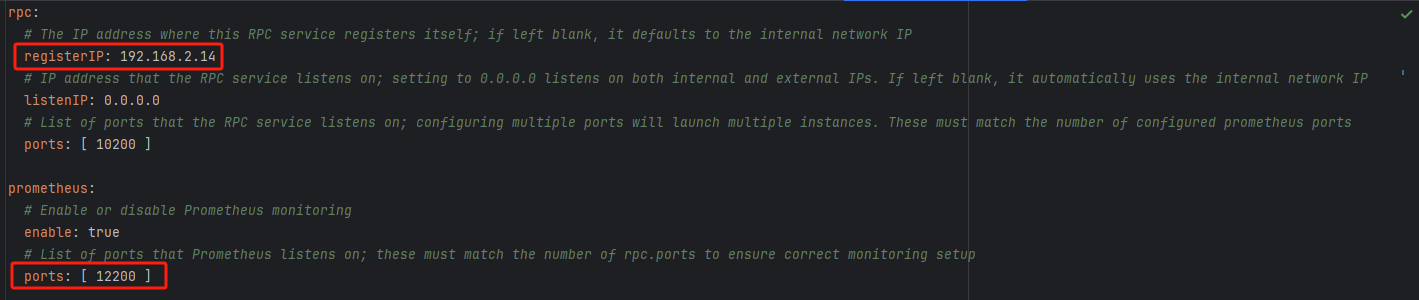 rpc:
# The IP address where this RPC service registers itself; if left blank, it defaults to the internal network IP
registerIP: 192.168.2.14
# IP address that the RPC service listens on; setting to 0.0.0.0 listens on both internal and external IPs. If left blank, it automatically uses the internal network IP
listenIP: 0.0.0.0
# List of ports that the RPC service listens on; configuring multiple ports will launch multiple instances. These must match the number of configured prometheus ports
ports: [ 10200 ]
prometheus:
# Enable or disable Prometheus monitoring
enable: true
# List of ports that Prometheus listens on; these must match the number of rpc.ports to ensure correct monitoring setup
ports: [ 12200 ]